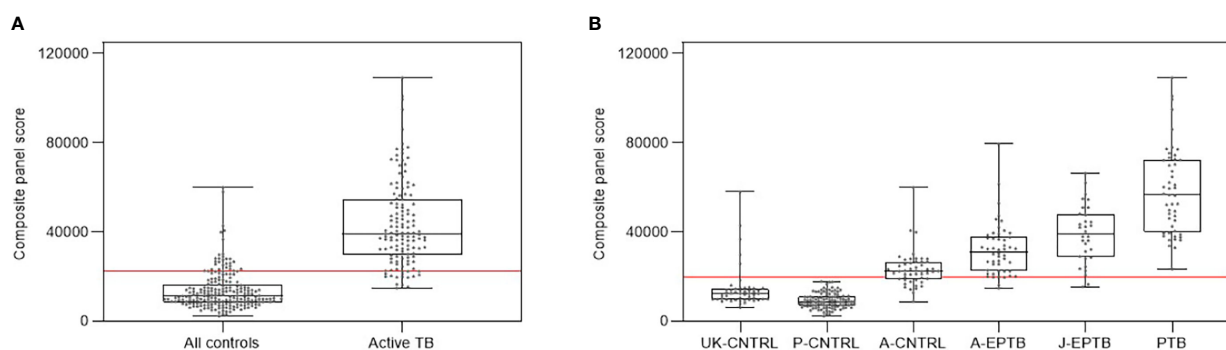 A
B
Composite panel score
120000
80000
40000
0
All controls
Active TB
Composite panel score
120000
80000
40000
0
UK-CNTRL
P-CNTRL
A-CNTRL
A-EPTB
J-EPTB
PTB